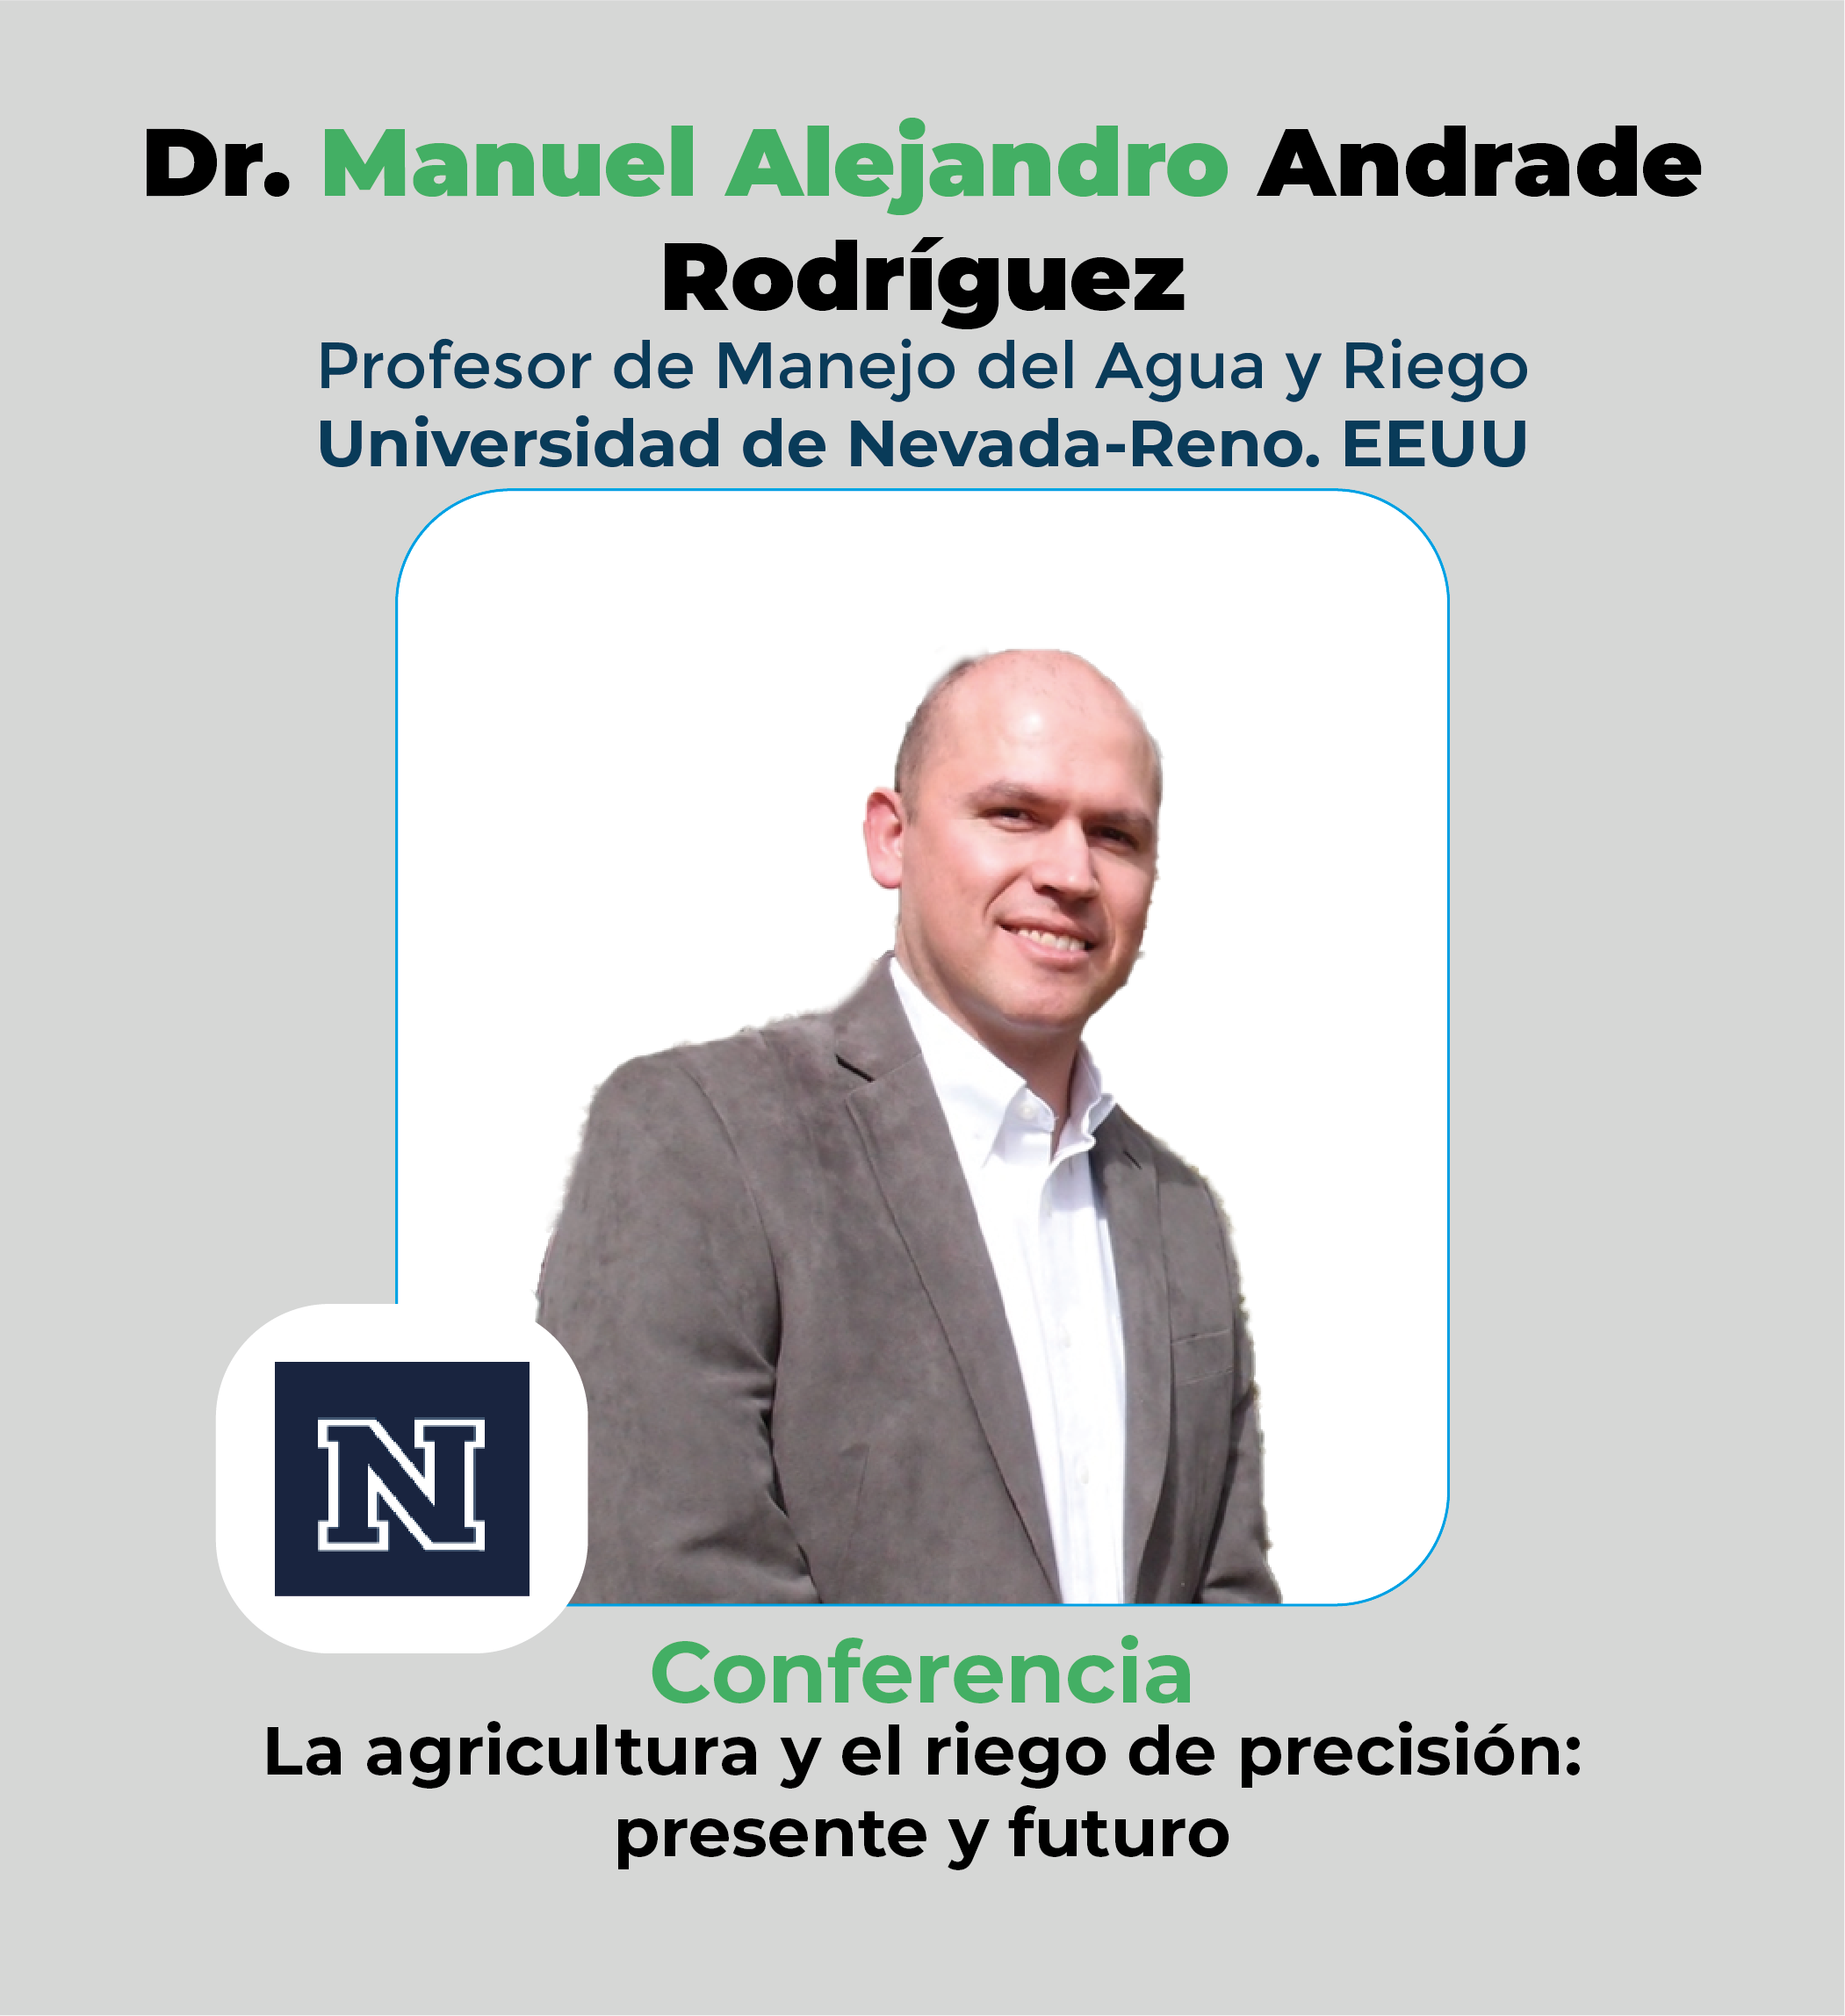 Dr. Manuel Alejandro Andrade
Rodríguez
Profesor de Manejo del Agua y Riego
Universidad de Nevada-Reno. EEUU
N
Conferencia
La agricultura y el riego de precisión:
presente y futuro